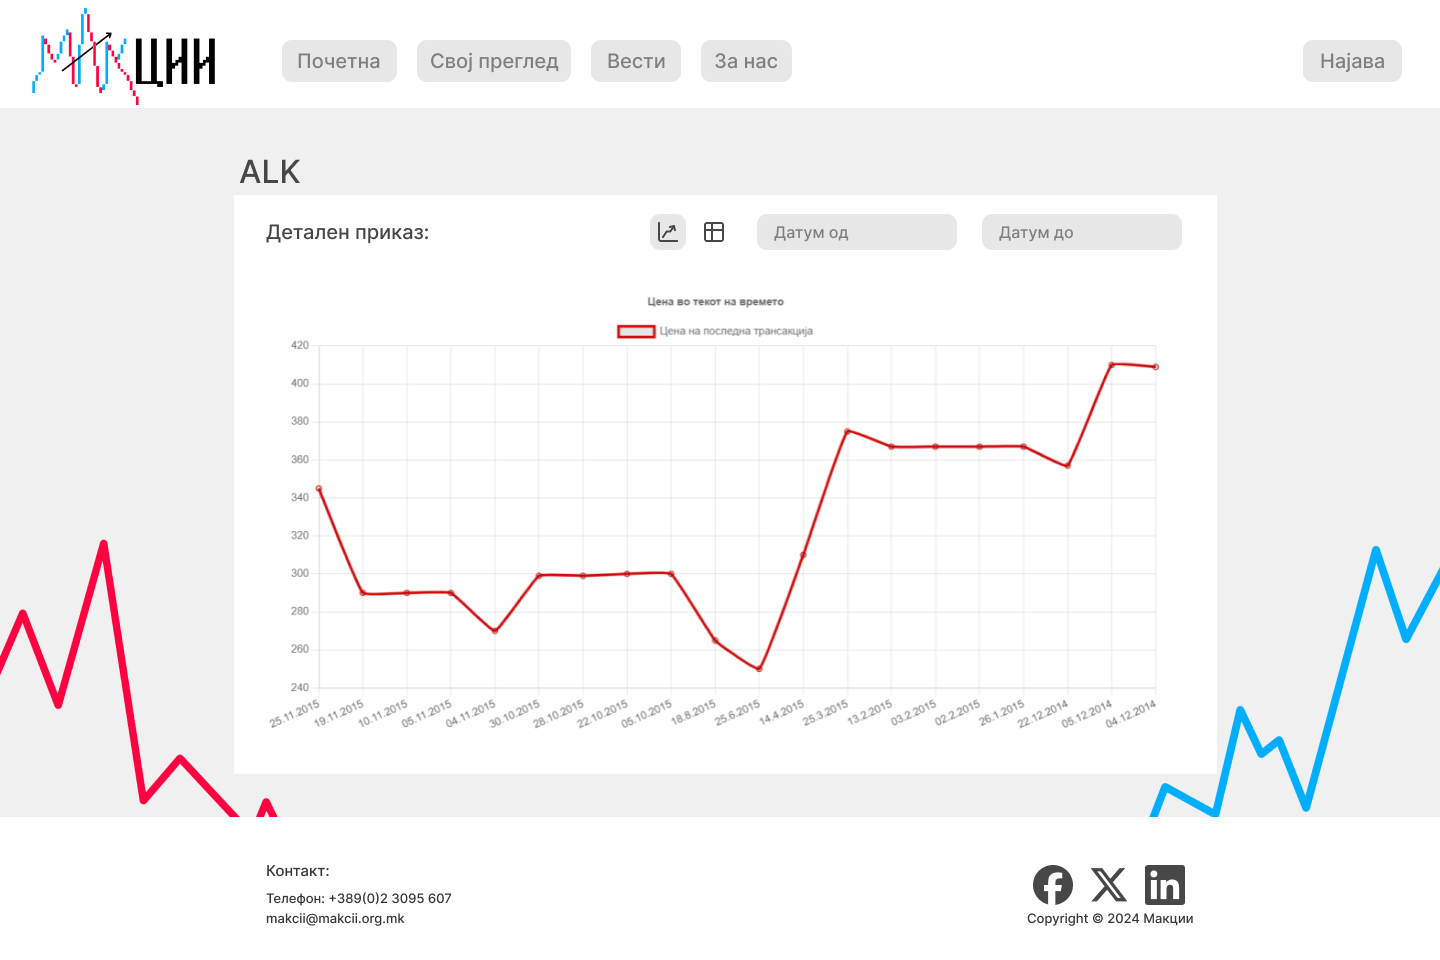 МАКЦИИ
Почетна
Свој преглед
Вести
За нас
Најава
ALK
Детален приказ:
Датум од
Датум до
Цена во текот на времето
Цена на последна трансакција
420
400
380
360
340
320
300
280
260
240
25.11.2015
19.11.2015
10.11.2015
05.11.2015
04.11.2015
30.10.2015
28.10.2015
22.10.2015
05.10.2015
18.8.2015
25.6.2015
14.4.2015
25.3.2015
13.2.2015
03.2.2015
02.2.2015
26.1.2015
22.12.2014
05.12.2014
04.12.2014
Контакт:
Телефон: +389(0)2 3095 607
makcii@makcii.org.mk
Copyright © 2024 Макции